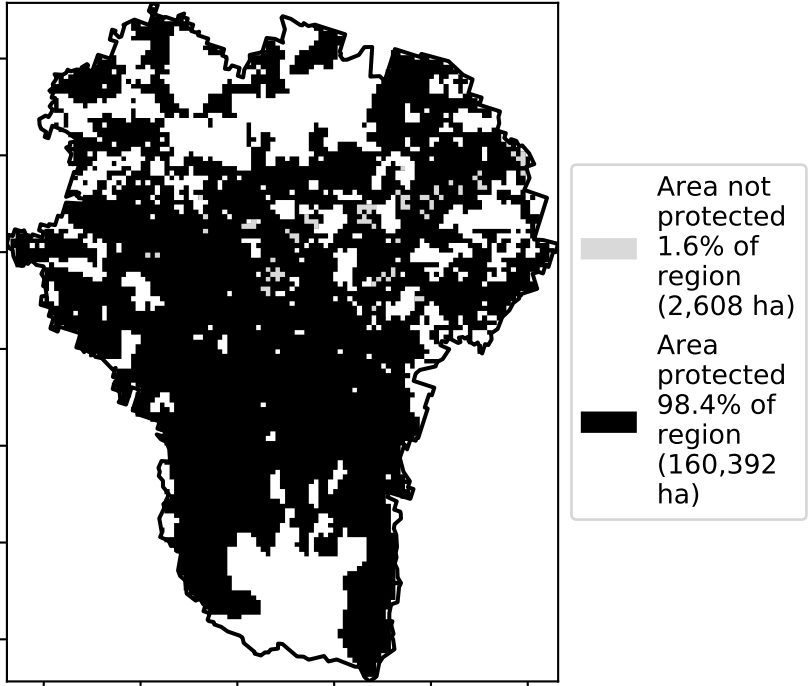 Area not
protected
1.6% of
region
(2,608 ha)
Area
protected
98.4% of
region
(160,392
ha)